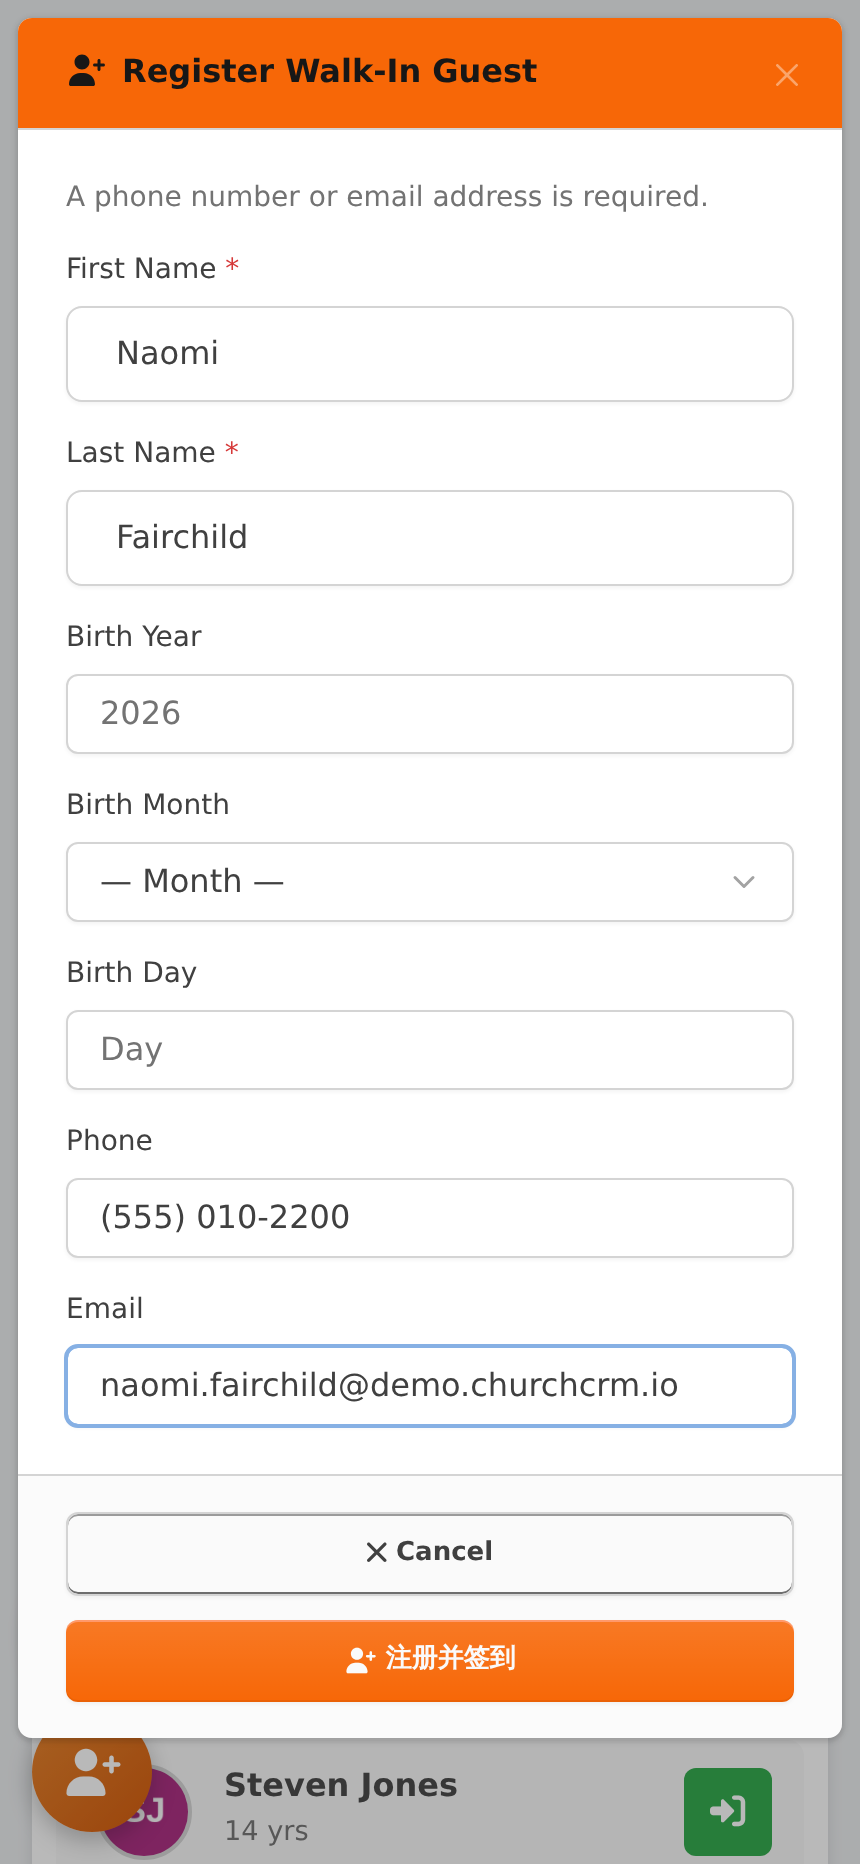 Register Walk-In Guest
A phone number or email address is required.
First Name *
Naomi
Last Name *
Fairchild
Birth Year
2026
Birth Month
— Month —
Birth Day
Day
Phone
(555) 010-2200
Email
naomi.fairchild@demo.churchcrm.io
Cancel
注册并签到
SJ
Steven Jones
14 yrs